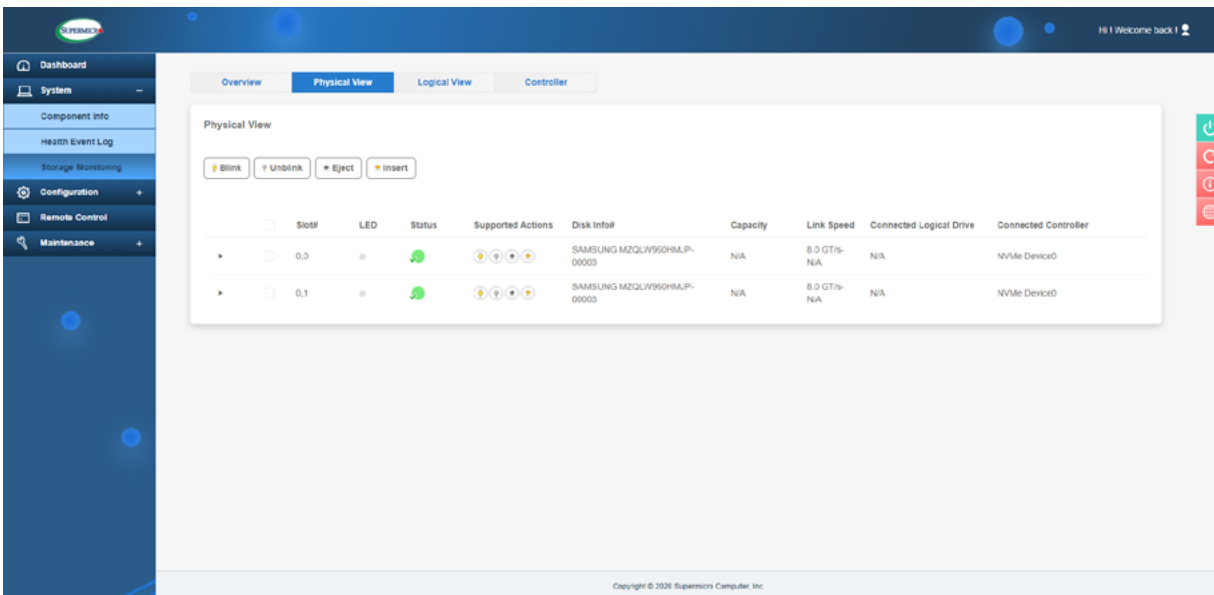 SUPERMICR
Hi ! Welcome back !
Dashboard
System −
Component Info
Health Event Log
Storage Monitoring
Configuration +
Remote Control
Maintenance +
Overview Physical View Logical View Controller
Physical View
Blink Unblink Eject Insert
Slot# LED Status Supported Actions Disk Info# Capacity Link Speed Connected Logical Drive Connected Controller
0,0 SAMSUNG MZQLW960HMJP-00003 N/A 8.0 GT/s-N/A N/A NVMe Device0
0,1 SAMSUNG MZQLW960HMJP-00003 N/A 8.0 GT/s-N/A N/A NVMe Device0
Copyright © 2026 Supermicro Computer, Inc.